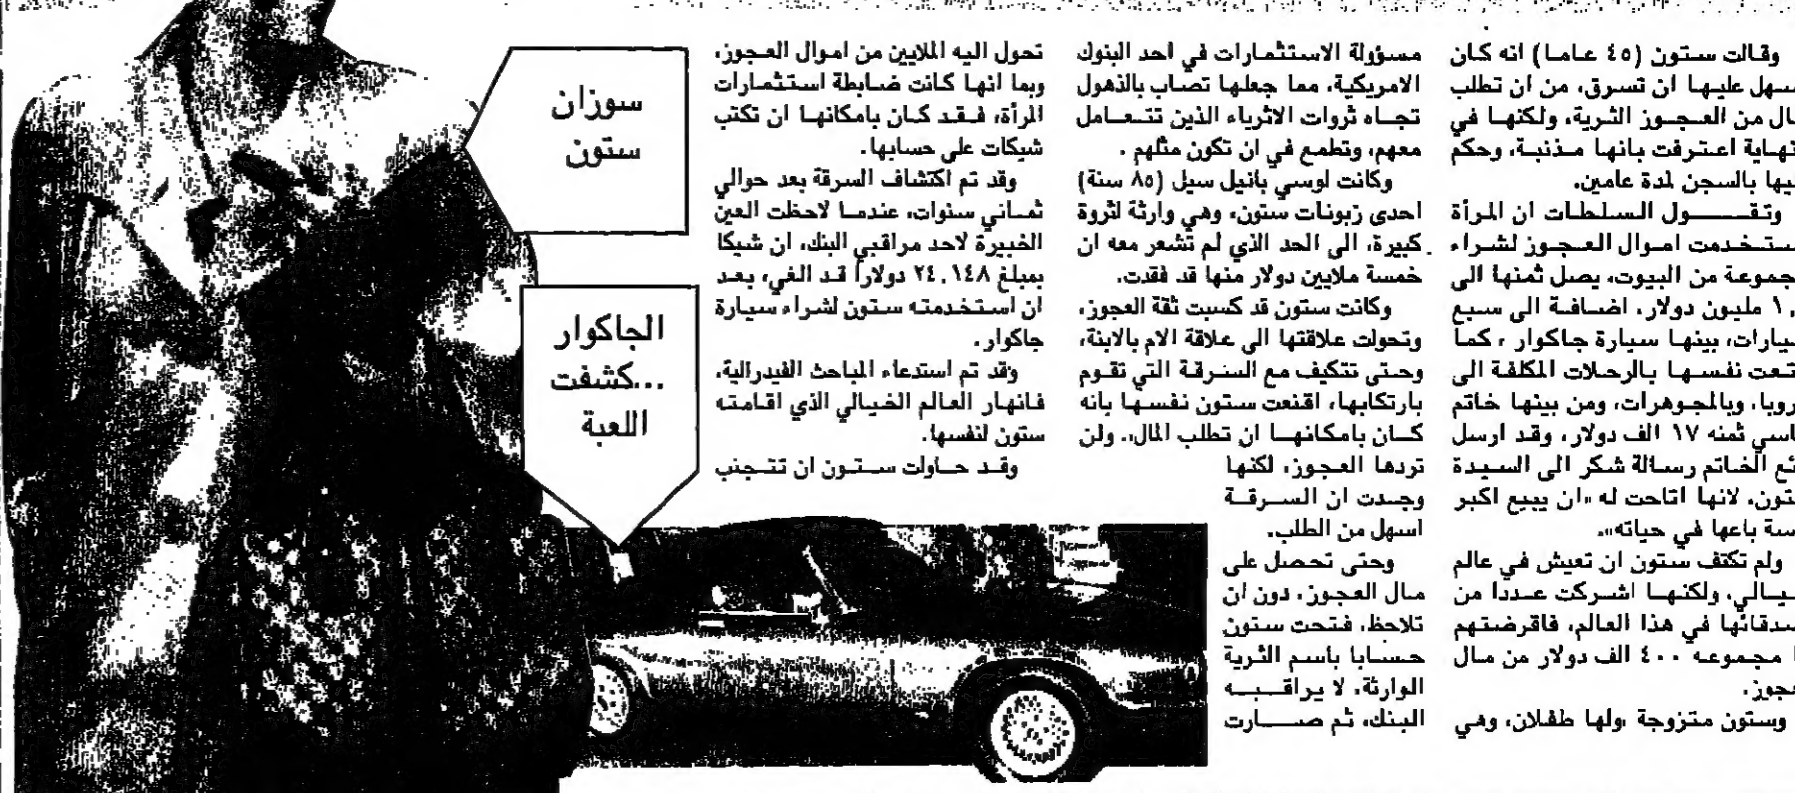 وقالت ستون (٤٥ عاما) انه كان
سهل عليها ان تسرق، من ان تطلب
ال من العجوز الثرية، ولكنها في
نهاية اعترفت بانها مذنبة، وحكم
ليها بالسجن لمدة عامين.
وتقول السلطات ان المرأة
ستخدمت اموال العجوز لشراء
جموعة من البيوت، يصل ثمنها الى
١ مليون دولار. اضافة الى سبع
يارات، بينها سيارة جاكوار، كما
تعت نفسها بالرحلات المكلفة الى
روبا، وبالمجوهرات، ومن بينها خاتم
اسي ثمنه ١٧ الف دولار، وقد ارسل
ئع الخاتم رسالة شكر الى السيدة
تون، لانها اتاحت له «ان يبيع اكبر
سة باعها في حياته».
ولم تكتف ستون ان تعيش في عالم
يالي، ولكنها اشركت عددا من
صدقائها في هذا العالم، فاقرضتهم
ا مجموعه ٤٠٠ الف دولار من مال
عجوز.
وستون متزوجة ولها طفلان، وهي
مسؤولة الاستثمارات في احد البنوك
الامريكية، مما جعلها تصاب بالذهول
تجاه ثروات الاثرياء الذين تتعامل
معهم، وتطمع في ان تكون مثلهم.
وكانت لوسي بانيل سبل (٨٥ سنة)
احدى زبونات ستون، وهي وارثة لثروة
كبيرة، الى الحد الذي لم تشعر معه ان
خمسة ملايين دولار منها قد فقدت.
وكانت ستون قد كسبت ثقة العجوز،
وتحولت علاقتها الى علاقة الام بالابنة،
وحتى تتكيف مع السرقة التي تقوم
بارتكابها، اقنعت ستون نفسها بانه
كان بامكانها ان تطلب المال، ولن
تردها العجوز، لكنها
وجدت ان السرقة
اسهل من الطلب.
وحتى تحصل على
مال العجوز، دون ان
تلاحظ، فتحت ستون
حسابا باسم الثرية
الوارثة، لا يراقبه
البنك، ثم صارت
تحول اليه الملايين من اموال العجوز،
وبما انها كانت ضابطة استثمارات
المرأة، فقد كان بامكانها ان تكتب
شيكات على حسابها.
وقد تم اكتشاف السرقة بعد حوالي
ثماني سنوات، عندما لاحظت العين
الخبيرة لاحد مراقبي البنك، ان شيكا
بمبلغ ٢٤,١٤٨ دولارا قد الغي، بعد
ان استخدمته ستون لشراء سيارة
جاكوار.
وقد تم استدعاء المباحث الفيدرالية،
فانهار العالم الخيالي الذي اقامته
ستون لنفسها.
وقد حاولت ستون ان تتجنب
سوزان
ستون
الجاكوار
...كشفت
اللعبة